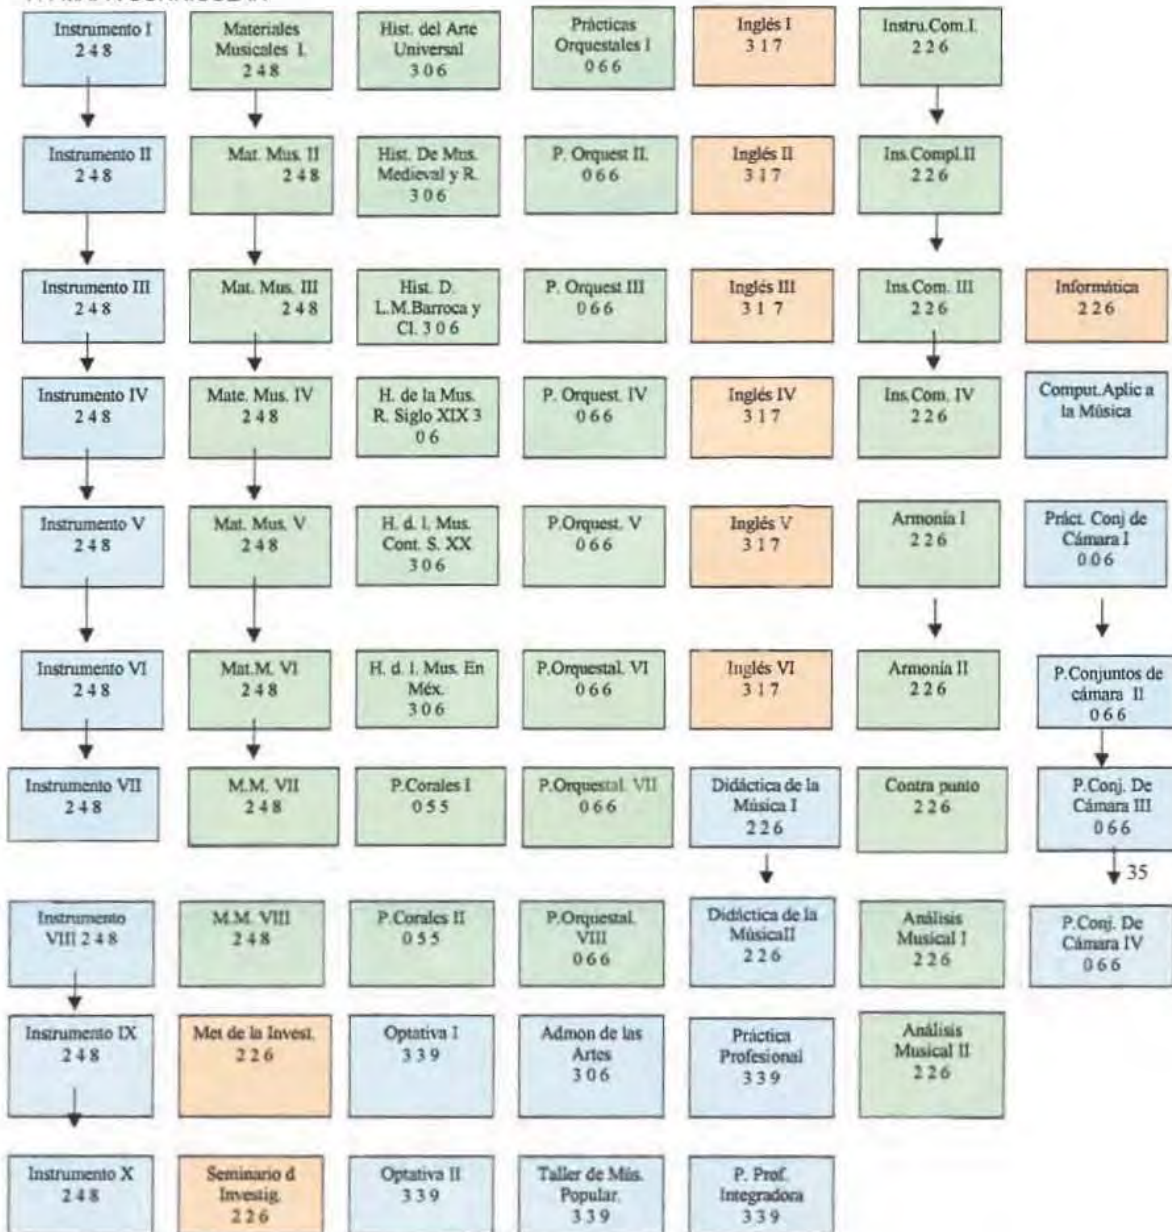 Instrumento I
2 4 8
Materiales
Musicales I.
2 4 8
Hist. del Arte
Universal
3 0 6
Prácticas
Orquestales I
0 6 6
Inglés I
3 1 7
Instru.Com.I.
2 2 6
Instrumento II
2 4 8
Mat. Mus. II
2 4 8
Hist. De Mus.
Medieval y R.
3 0 6
P. Orquest II.
0 6 6
Inglés II
3 1 7
Ins.Compl.II
2 2 6
Instrumento III
2 4 8
Mat. Mus. III
2 4 8
Hist. D.
L.M.Barroca y
Cl. 3 0 6
P. Orquest III
0 6 6
Inglés III
3 1 7
Ins.Com. III
2 2 6
Informática
2 2 6
Instrumento IV
2 4 8
Mate. Mus. IV
2 4 8
H. de la Mus.
R. Siglo XIX 3
0 6
P. Orquest. IV
0 6 6
Inglés IV
3 1 7
Ins.Com. IV
2 2 6
Comput.Aplic a
la Música
Instrumento V
2 4 8
Mat. Mus. V
2 4 8
H. d. l. Mus.
Cont. S. XX
3 0 6
P.Orquest. V
0 6 6
Inglés V
3 1 7
Armonía I
2 2 6
Práct. Conj de
Cámara I
0 0 6
Instrumento VI
2 4 8
Mat.M. VI
2 4 8
H. d. l. Mus. En
Méx.
3 0 6
P.Orquestal. VI
0 6 6
Inglés VI
3 1 7
Armonía II
2 2 6
P.Conjuntos de
cámara II
0 6 6
Instrumento VII
2 4 8
M.M. VII
2 4 8
P.Corales I
0 5 5
P.Orquestal. VII
0 6 6
Didáctica de la
Música I
2 2 6
Contra punto
2 2 6
P.Conj. De
Cámara III
0 6 6
35
Instrumento
VIII 2 4 8
M.M. VIII
2 4 8
P.Corales II
0 5 5
P.Orquestal.
VIII
0 6 6
Didáctica de la
MúsicaII
2 2 6
Análisis
Musical I
2 2 6
P.Conj. De
Cámara IV
0 6 6
Instrumento IX
2 4 8
Met de la Invest.
2 2 6
Optativa I
3 3 9
Admon de las
Artes
3 0 6
Práctica
Profesional
3 3 9
Análisis
Musical II
2 2 6
Instrumento X
2 4 8
Seminario d
Investig.
2 2 6
Optativa II
3 3 9
Taller de Mús.
Popular.
3 3 9
P. Prof.
Integradora
3 3 9